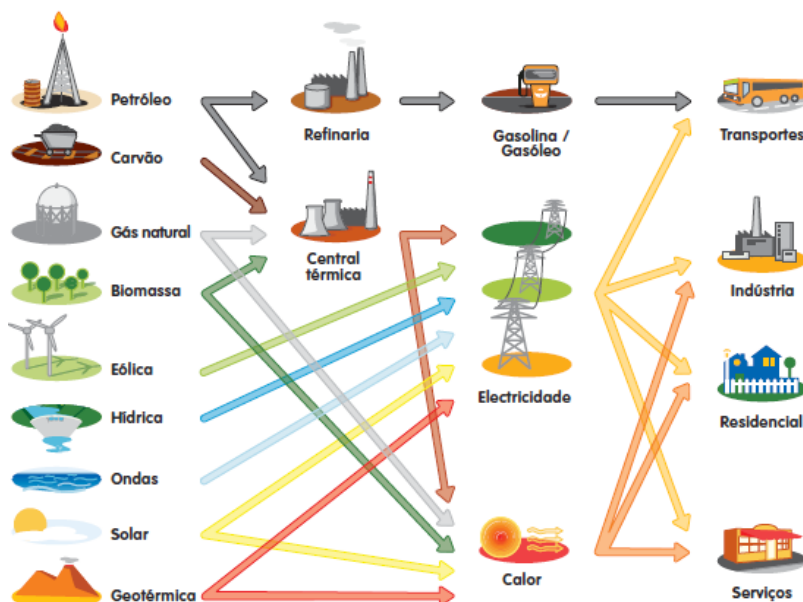 Petróleo
Carvão
Gás natural
Biomassa
Eólica
Hídrica
Ondas
Solar
Geotérmica
Refinaria
Central
térmica
Gasolina /
Gasóleo
Electricidade
Calor
Transportes
Indústria
Residencial
Serviços